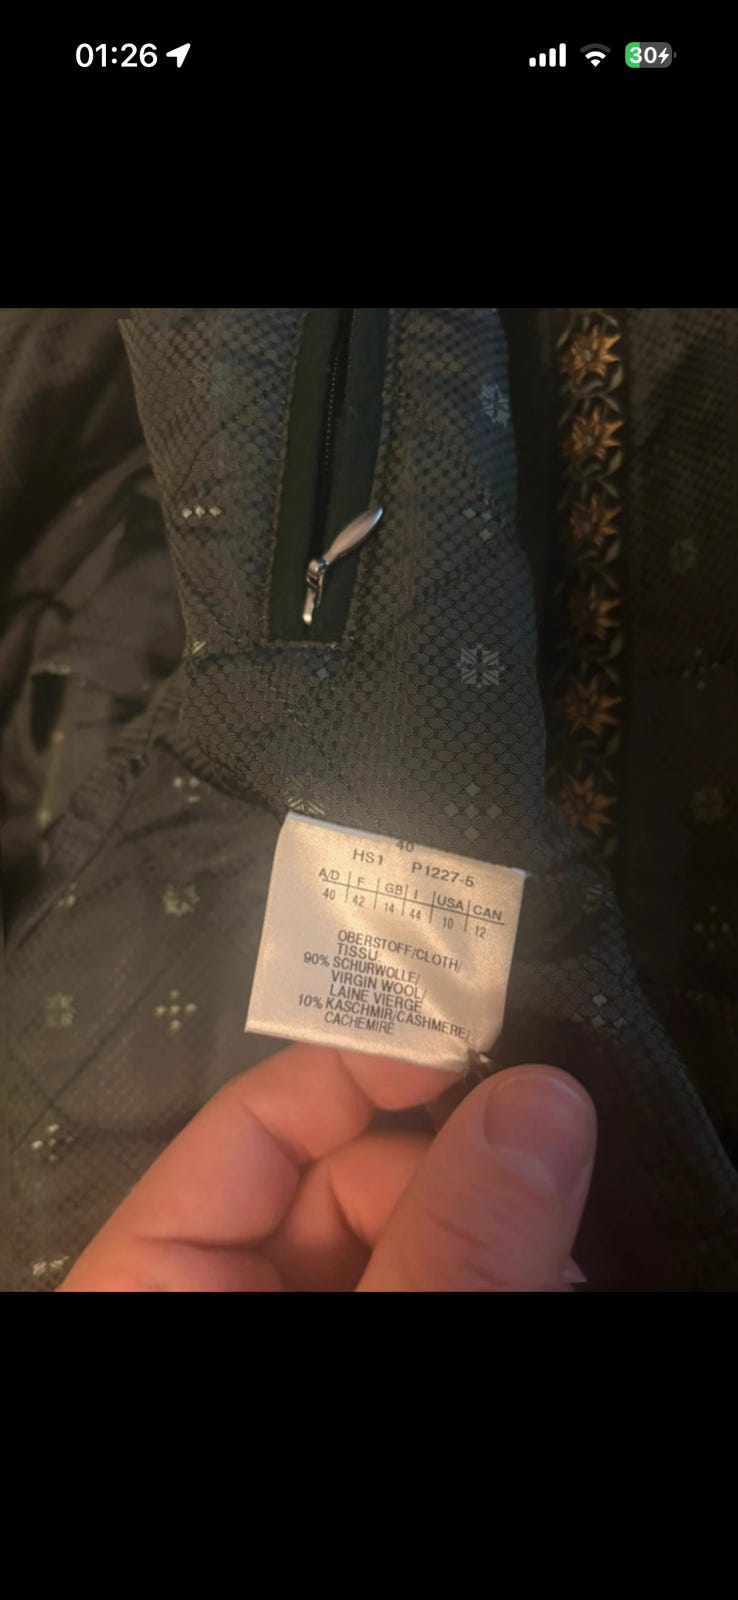 01:26
30
40
HS1 P1227-5
A/D F GB I USA CAN
40 42 14 44 10 12
OBERSTOFF/CLOTH/
TISSU:
90% SCHURWOLLE/
VIRGIN WOOL/
LAINE VIERGE
10% KASCHMIR/CASHMERE/
CACHEMIRE